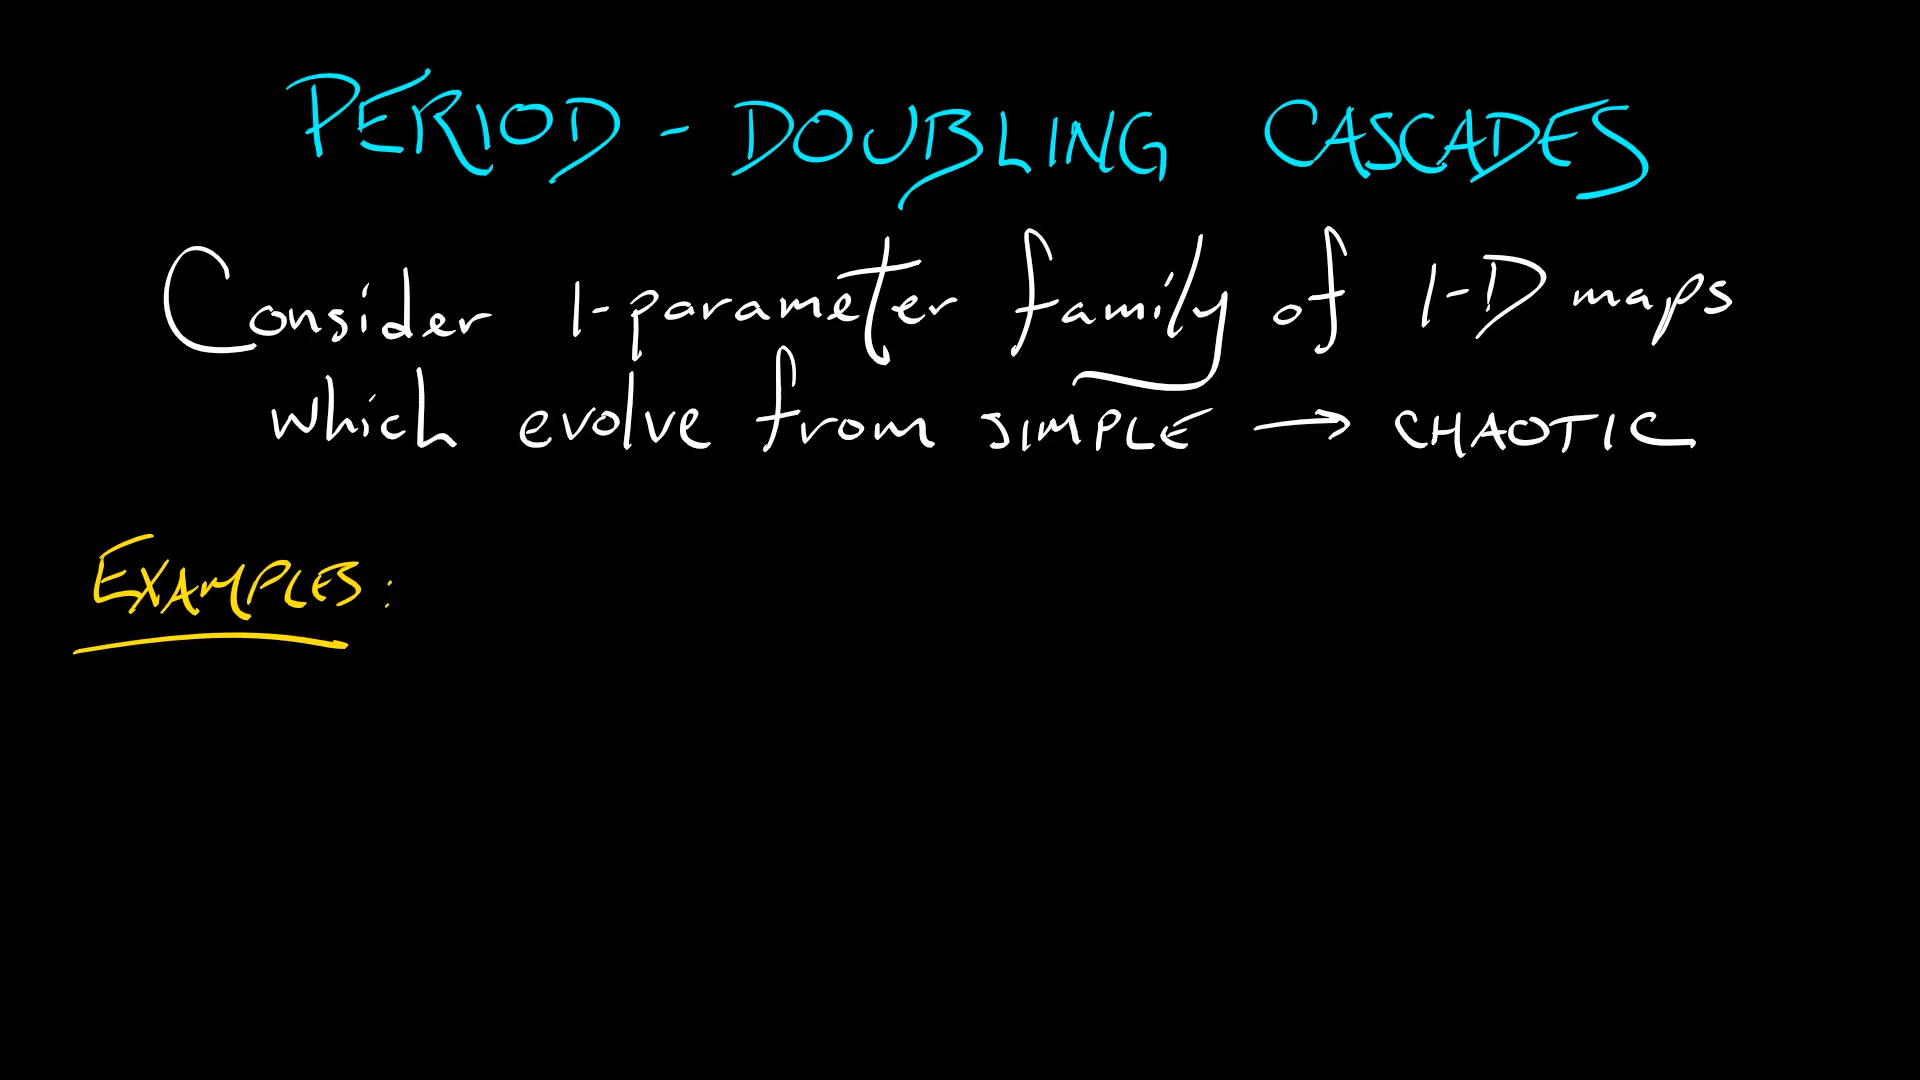 PERIOD - DOUBLING CASCADES
Consider 1-parameter family of 1-D maps
which evolve from SIMPLE → CHAOTIC
EXAMPLES: